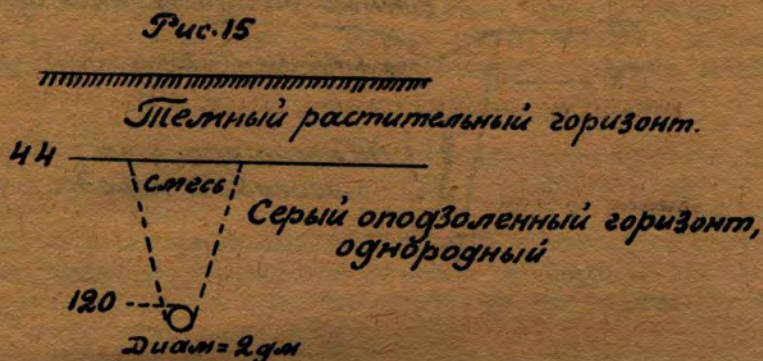 Рис.15
Темный растительный горизонт.
44
смесь
Серый оподзоленный горизонт,
однородный
120
Диам=2дм